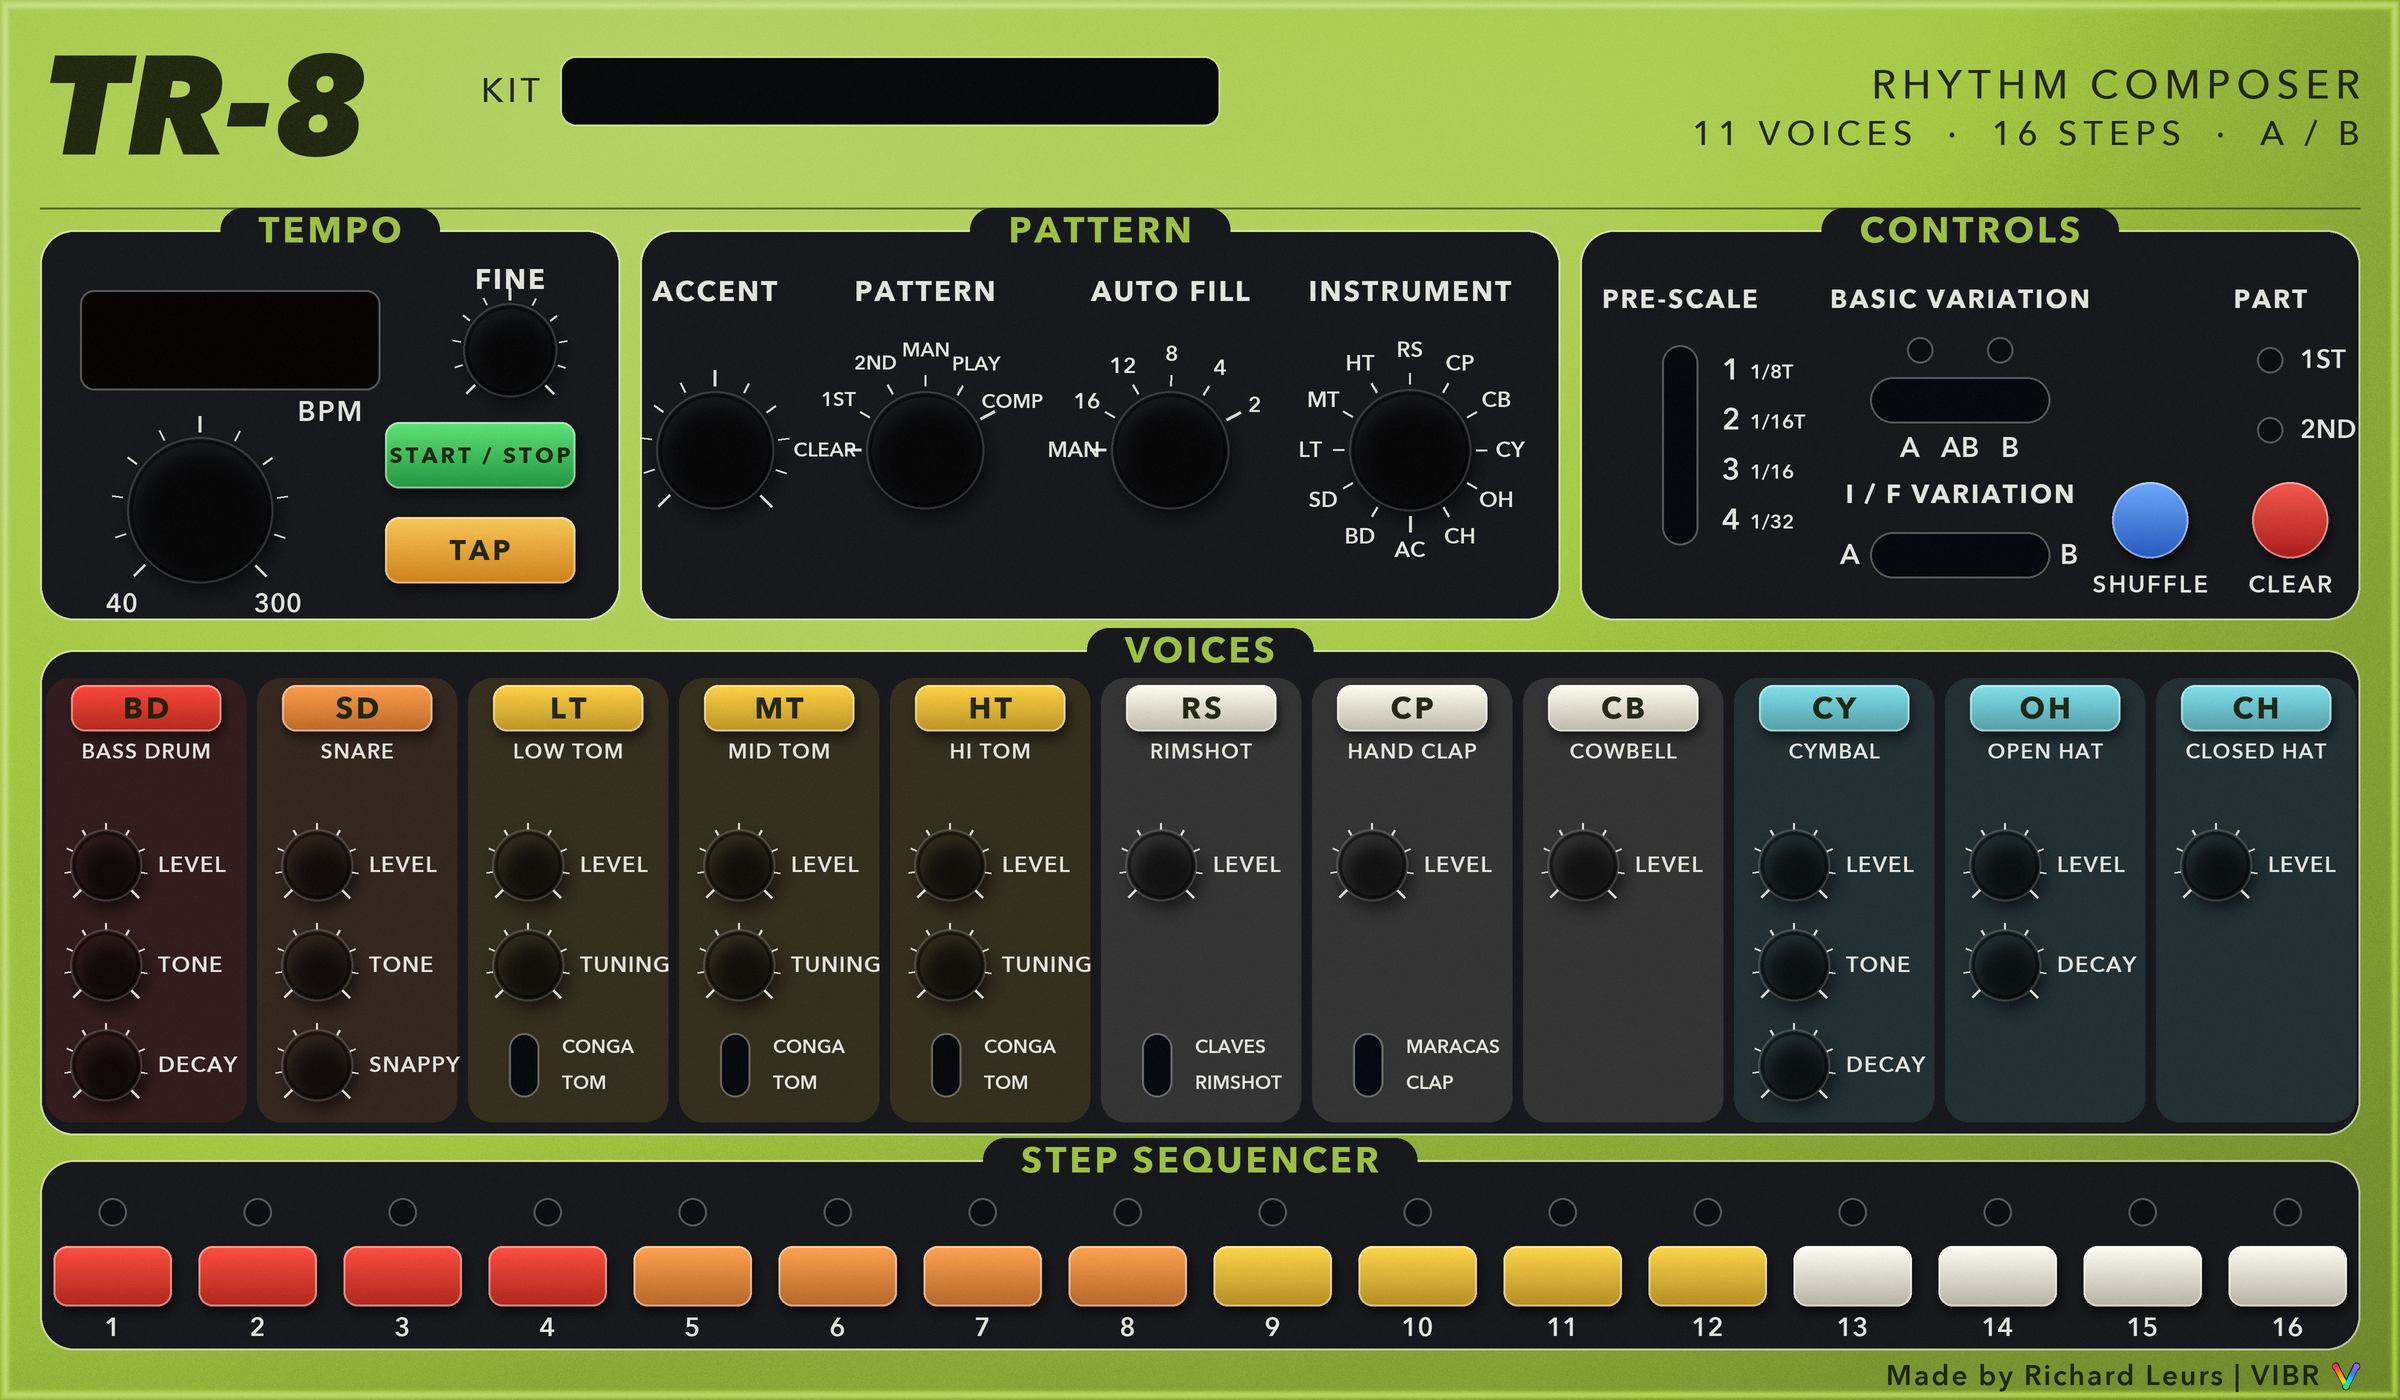 TR-8
KIT
RHYTHM COMPOSER
11 VOICES · 16 STEPS · A / B
TEMPO
FINE
BPM
START / STOP
TAP
40 300
PATTERN
ACCENT PATTERN AUTO FILL INSTRUMENT
CLEAR 1ST 2ND MAN PLAY COMP
MAN 16 12 8 4 2
BD SD LT MT HT RS CP CB CY OH CH AC
CONTROLS
PRE-SCALE
1 1/8T
2 1/16T
3 1/16
4 1/32
BASIC VARIATION
A AB B
I / F VARIATION
A B
PART
1ST
2ND
SHUFFLE
CLEAR
VOICES
BD SD LT MT HT RS CP CB CY OH CH
BASS DRUM SNARE LOW TOM MID TOM HI TOM RIMSHOT HAND CLAP COWBELL CYMBAL OPEN HAT CLOSED HAT
LEVEL LEVEL LEVEL LEVEL LEVEL LEVEL LEVEL LEVEL LEVEL LEVEL LEVEL
TONE TONE TUNING TUNING TUNING TONE DECAY
DECAY SNAPPY CONGA CONGA CONGA CLAVES MARACAS DECAY
TOM TOM TOM RIMSHOT CLAP
STEP SEQUENCER
1 2 3 4 5 6 7 8 9 10 11 12 13 14 15 16
Made by Richard Leurs | VIBR